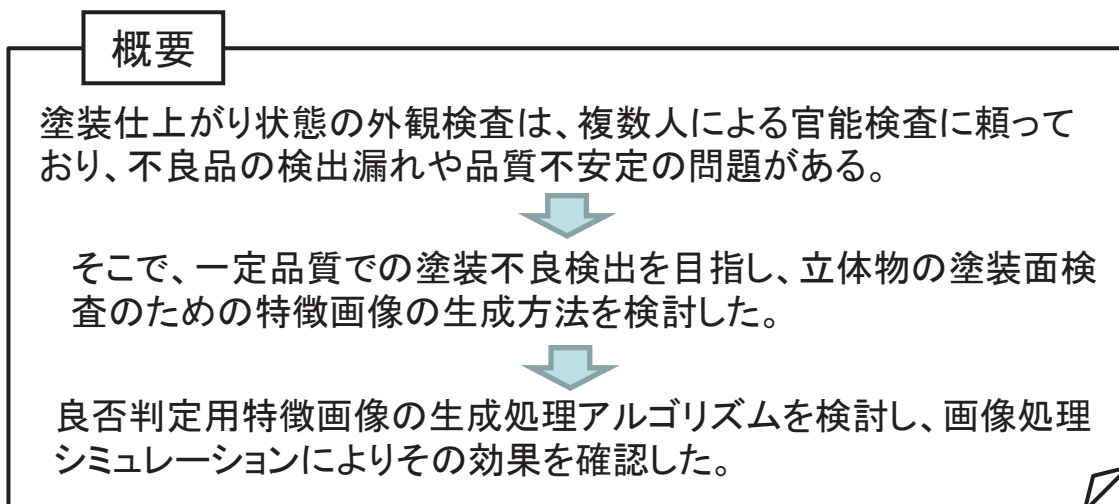 概要
塗装仕上がり状態の外観検査は、複数人による官能検査に頼って
おり、不良品の検出漏れや品質不安定の問題がある。
そこで、一定品質での塗装不良検出を目指し、立体物の塗装面検
査のための特徴画像の生成方法を検討した。
良否判定用特徴画像の生成処理アルゴリズムを検討し、画像処理
シミュレーションによりその効果を確認した。